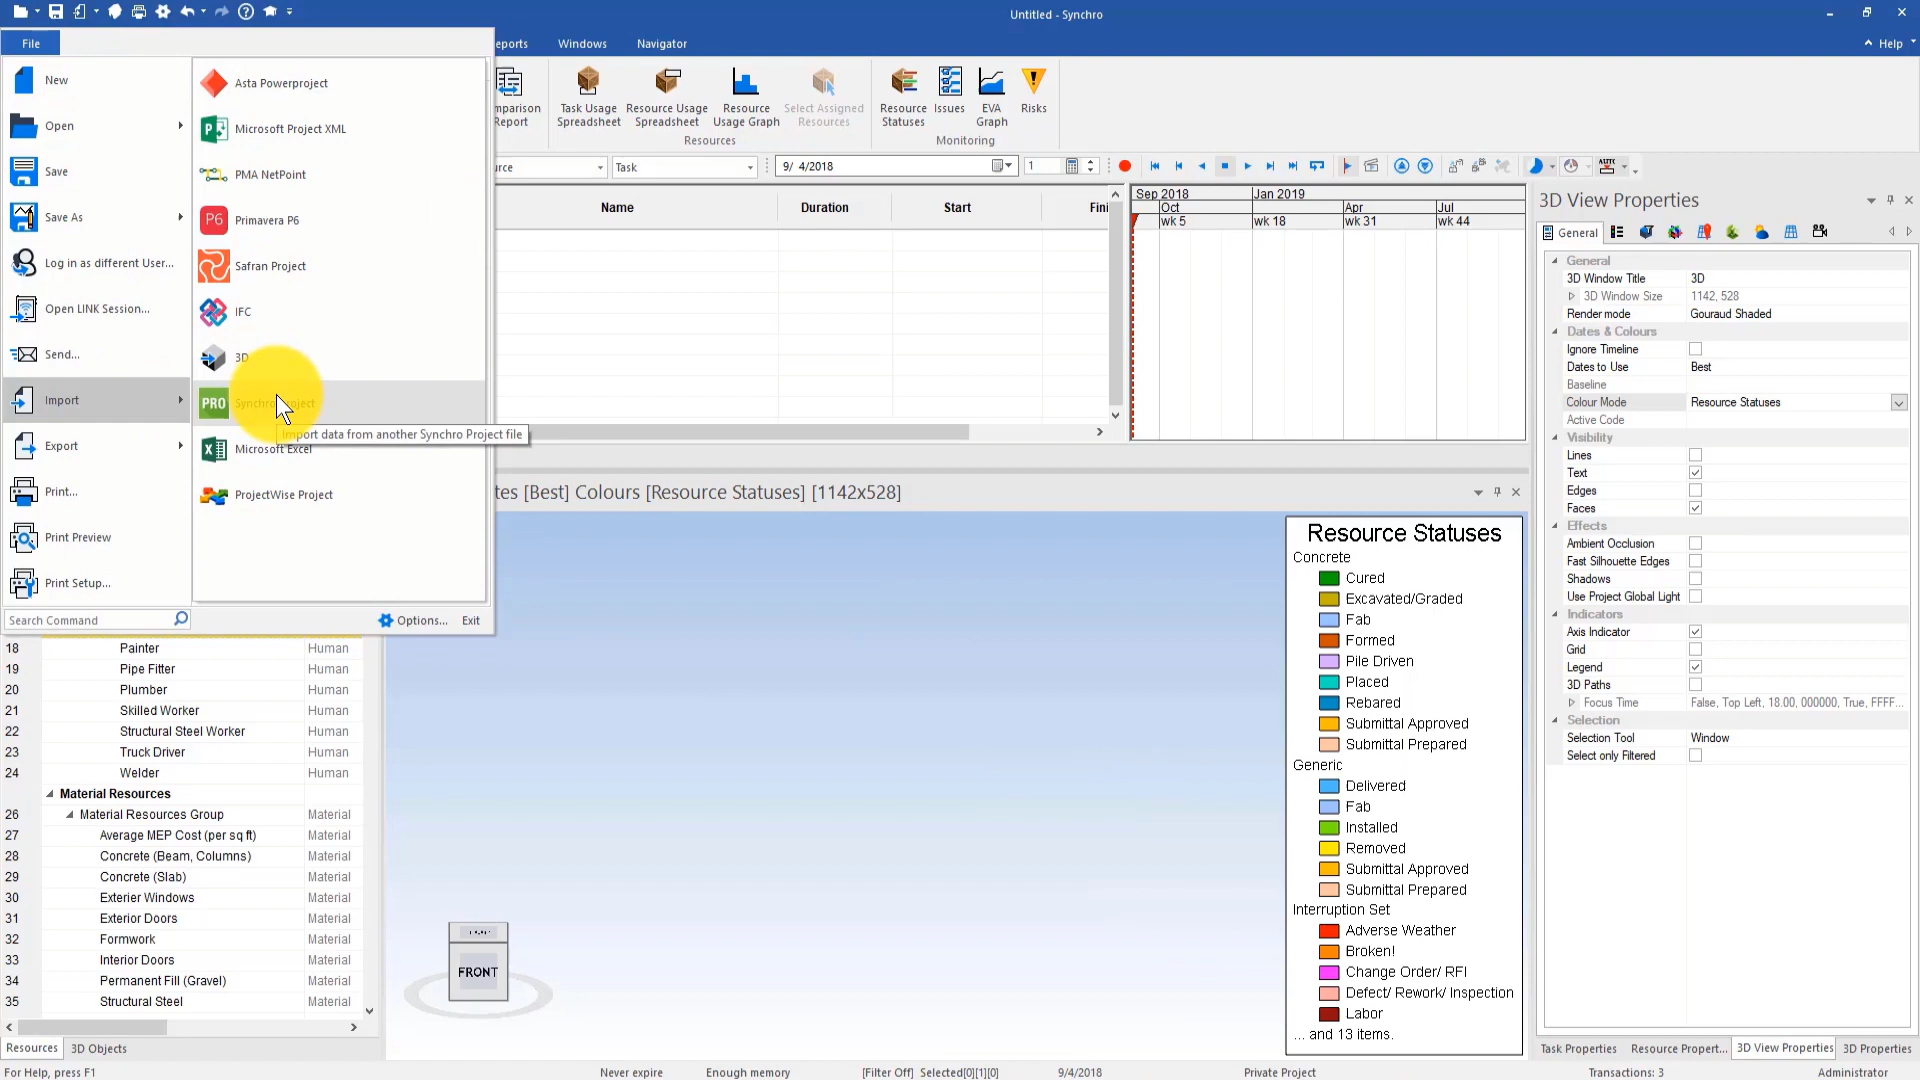 Untitled - Synchro
File
eports
Windows
Navigator
Help
New
Open
Save
Save As
Log in as different User...
Open LINK Session...
Send...
Import
Export
Print...
Print Preview
Print Setup...
Search Command
Options...
Exit
Asta Powerproject
Microsoft Project XML
PMA NetPoint
P6 Primavera P6
Safran Project
IFC
3D
PRO Synchro Project
Import data from another Synchro Project file
Microsoft Excel
ProjectWise Project
mparison
Report
Task Usage
Spreadsheet
Resource Usage
Spreadsheet
Resource
Usage Graph
Select Assigned
Resources
Resources
Resource
Statuses
Issues
EVA
Graph
Risks
Monitoring
urce
Task
9/ 4/2018
1
Name
Duration
Start
Fini
Sep 2018
Jan 2019
Oct
Apr
Jul
wk 5
wk 18
wk 31
wk 44
tes [Best] Colours [Resource Statuses] [1142x528]
FRONT
Resource Statuses
Concrete
Cured
Excavated/Graded
Fab
Formed
Pile Driven
Placed
Rebared
Submittal Approved
Submittal Prepared
Generic
Delivered
Fab
Installed
Removed
Submittal Approved
Submittal Prepared
Interruption Set
Adverse Weather
Broken!
Change Order/ RFI
Defect/ Rework/ Inspection
Labor
... and 13 items.
18 Painter Human
19 Pipe Fitter Human
20 Plumber Human
21 Skilled Worker Human
22 Structural Steel Worker Human
23 Truck Driver Human
24 Welder Human
Material Resources
26 Material Resources Group Material
27 Average MEP Cost (per sq ft) Material
28 Concrete (Beam, Columns) Material
29 Concrete (Slab) Material
30 Exterior Windows Material
31 Exterior Doors Material
32 Formwork Material
33 Interior Doors Material
34 Permanent Fill (Gravel) Material
35 Structural Steel Material
Resources
3D Objects
3D View Properties
General
General
3D Window Title 3D
3D Window Size 1142, 528
Render mode Gouraud Shaded
Dates & Colours
Ignore Timeline
Dates to Use Best
Baseline
Colour Mode Resource Statuses
Active Code
Visibility
Lines
Text
Edges
Faces
Effects
Ambient Occlusion
Fast Silhouette Edges
Shadows
Use Project Global Light
Indicators
Axis Indicator
Grid
Legend
3D Paths
Focus Time False, Top Left, 18.00, 000000, True, FFFF...
Selection
Selection Tool Window
Select only Filtered
Task Properties
Resource Propert...
3D View Properties
3D Properties
For Help, press F1
Never expire
Enough memory
[Filter Off] Selected[0][1][0]
9/4/2018
Private Project
Transactions: 3
Administrator